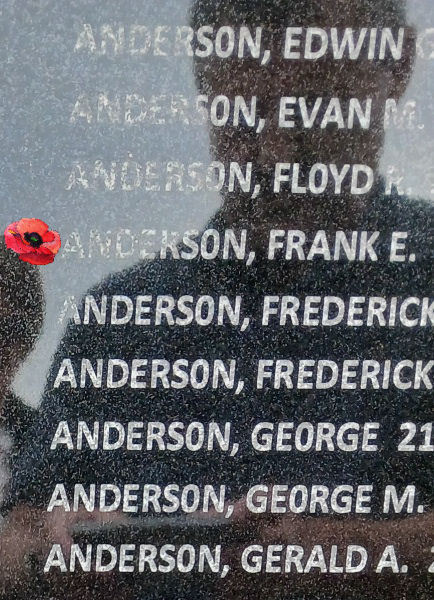 ANDERSON, EDWIN G
ANDERSON, EVAN M.
ANDERSON, FLOYD R.
ANDERSON, FRANK E.
ANDERSON, FREDERICK
ANDERSON, FREDERICK
ANDERSON, GEORGE 21
ANDERSON, GEORGE M.
ANDERSON, GERALD A. 2